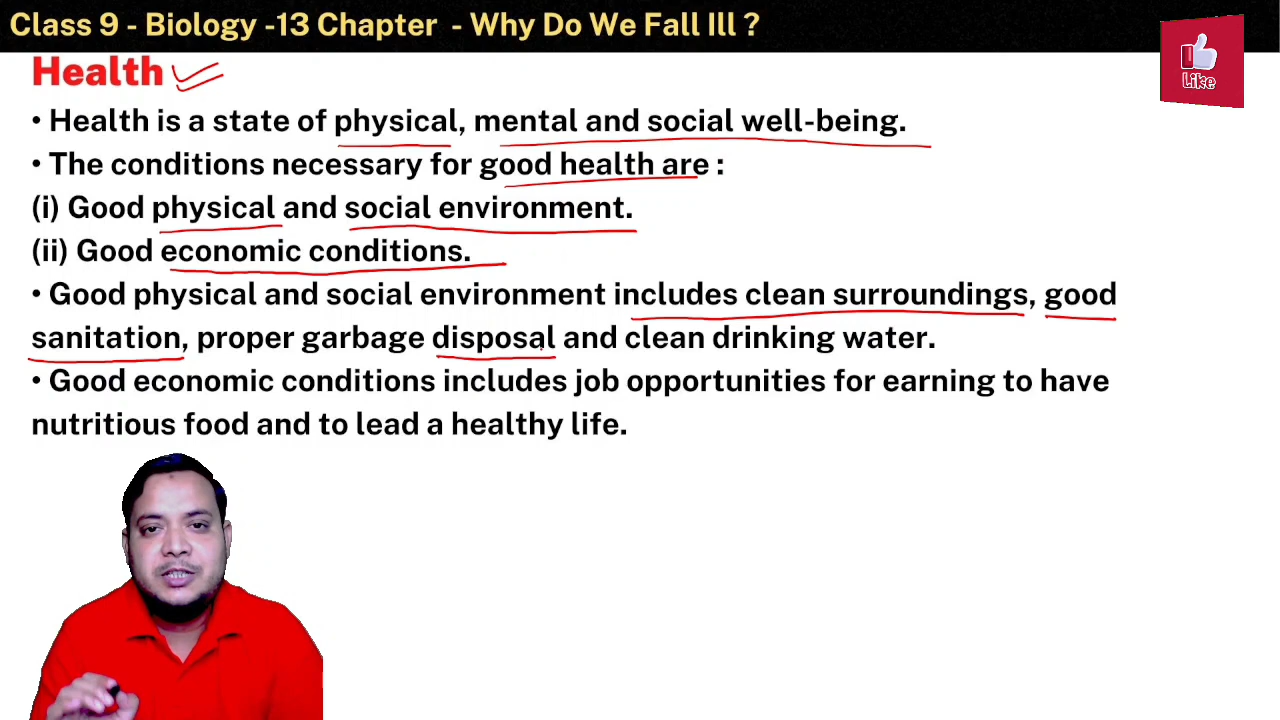 Class 9 - Biology -13 Chapter - Why Do We Fall Ill ?
Like
Health
• Health is a state of physical, mental and social well-being.
• The conditions necessary for good health are :
(i) Good physical and social environment.
(ii) Good economic conditions.
• Good physical and social environment includes clean surroundings, good
sanitation, proper garbage disposal and clean drinking water.
• Good economic conditions includes job opportunities for earning to have
nutritious food and to lead a healthy life.